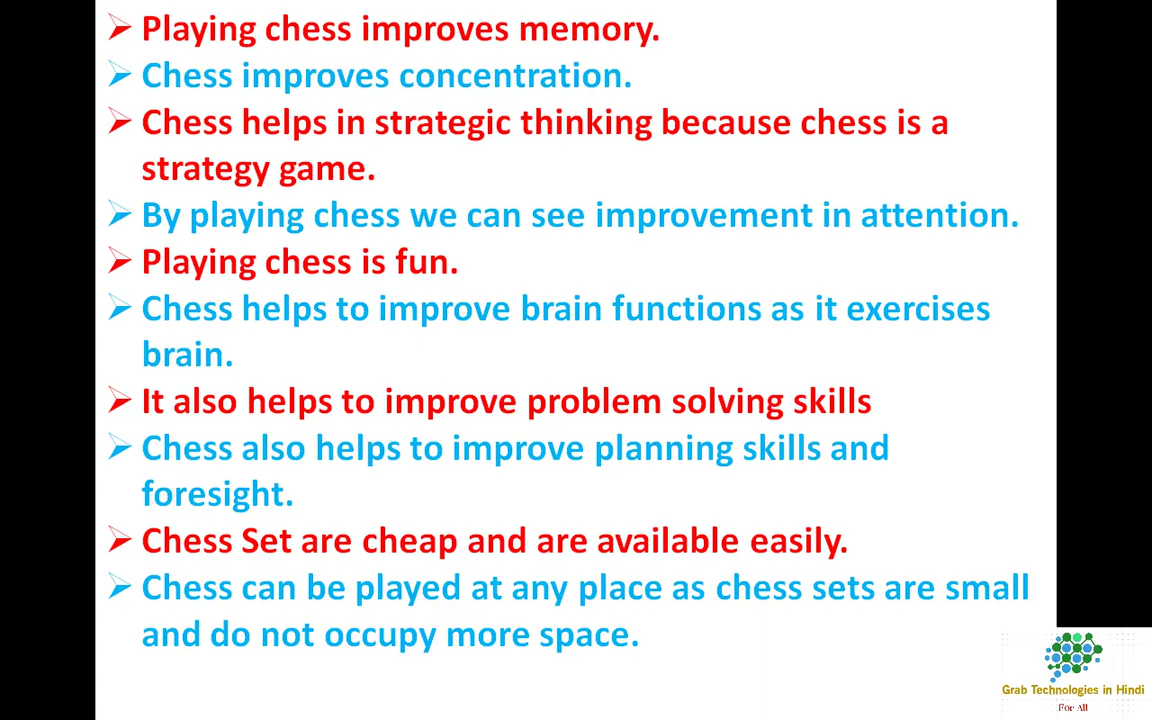 Playing chess improves memory.
Chess improves concentration.
Chess helps in strategic thinking because chess is a
strategy game.
By playing chess we can see improvement in attention.
Playing chess is fun.
Chess helps to improve brain functions as it exercises
brain.
It also helps to improve problem solving skills
Chess also helps to improve planning skills and
foresight.
Chess Set are cheap and are available easily.
Chess can be played at any place as chess sets are small
and do not occupy more space.
Grab Technologies in Hindi
For All